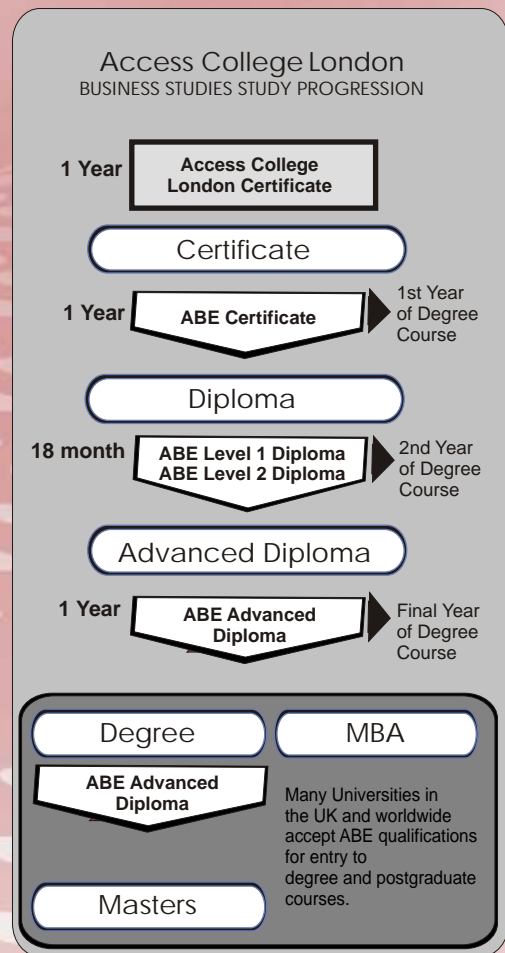 Access College London
BUSINESS STUDIES STUDY PROGRESSION
1 Year
Access College
London Certificate
Certificate
1 Year
ABE Certificate
1st Year
of Degree
Course
Diploma
18 month
ABE Level 1 Diploma
ABE Level 2 Diploma
2nd Year
of Degree
Course
Advanced Diploma
1 Year
ABE Advanced
Diploma
Final Year
of Degree
Course
Degree
MBA
ABE Advanced
Diploma
Many Universities in
the UK and worldwide
accept ABE qualifications
for entry to
degree and postgraduate
courses.
Masters